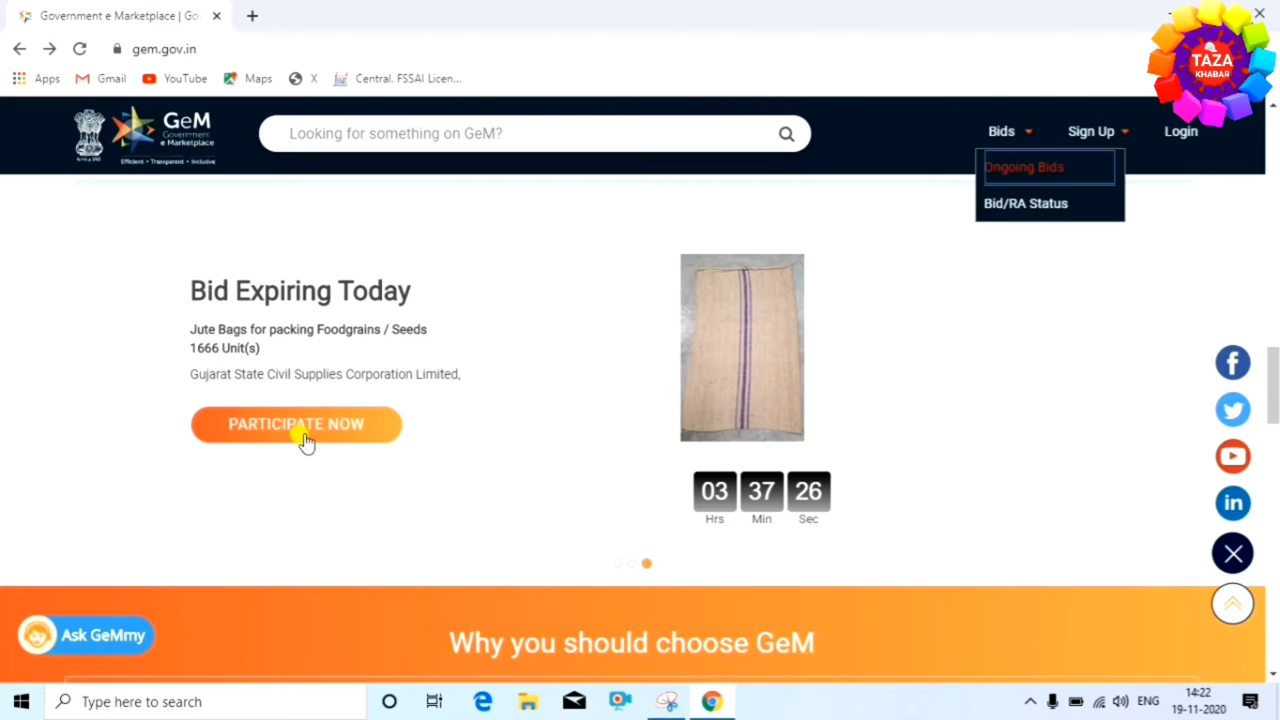 Government e Marketplace | Go
gem.gov.in
Apps
Gmail
YouTube
Maps
X
Central. FSSAI Licen...
TAZA
KHABAR
GeM
Government
e Marketplace
Efficient • Transparent • Inclusive
Looking for something on GeM?
Bids
Sign Up
Login
Ongoing Bids
Bid/RA Status
Bid Expiring Today
Jute Bags for packing Foodgrains / Seeds
1666 Unit(s)
Gujarat State Civil Supplies Corporation Limited,
PARTICIPATE NOW
03 37 26
Hrs Min Sec
Ask GeMmy
Why you should choose GeM
Type here to search
ENG
14:22
19-11-2020